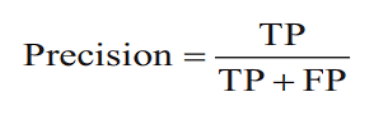 Precision = TP / TP + FP